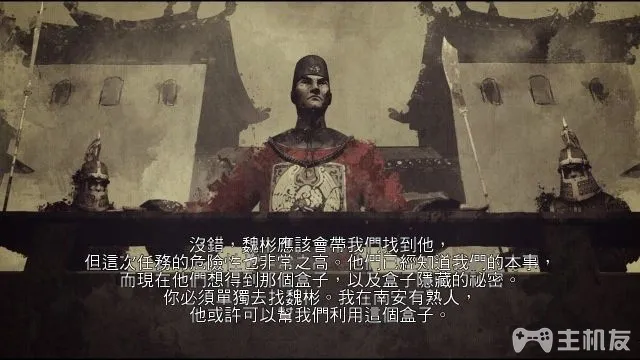 沒錯，魏彬應該會帶我們找到他，
但這次任務的危險性也非常之高。他們已經知道我們的本事，
而現在他們想得到那個盒子，以及盒子隱藏的祕密。
你必須單獨去找魏彬。我在南安有熟人，
他或許可以幫我們利用這個盒子。
主机友